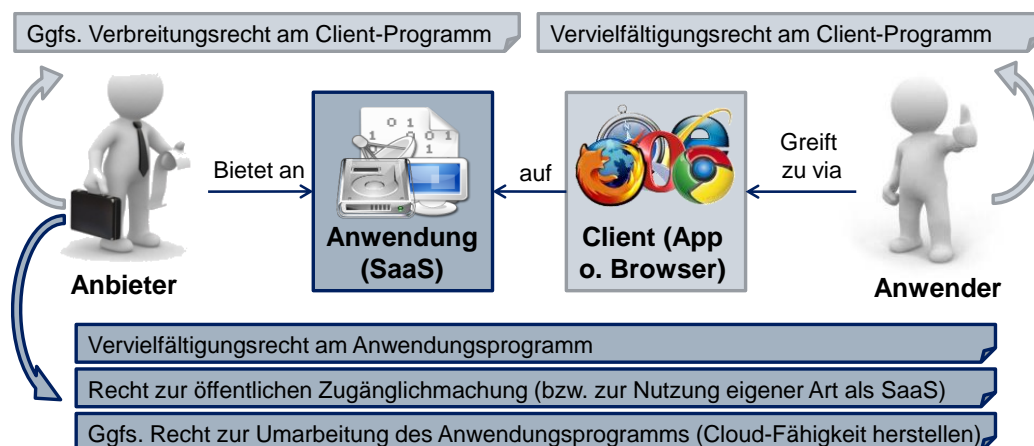 Ggfs. Verbreitungsrecht am Client-Programm
Vervielfältigungsrecht am Client-Programm
Bietet an
auf
Greift
zu via
Anwendung
(SaaS)
Client (App
o. Browser)
Anbieter
Anwender
Vervielfältigungsrecht am Anwendungsprogramm
Recht zur öffentlichen Zugänglichmachung (bzw. zur Nutzung eigener Art als SaaS)
Ggfs. Recht zur Umarbeitung des Anwendungsprogramms (Cloud-Fähigkeit herstellen)